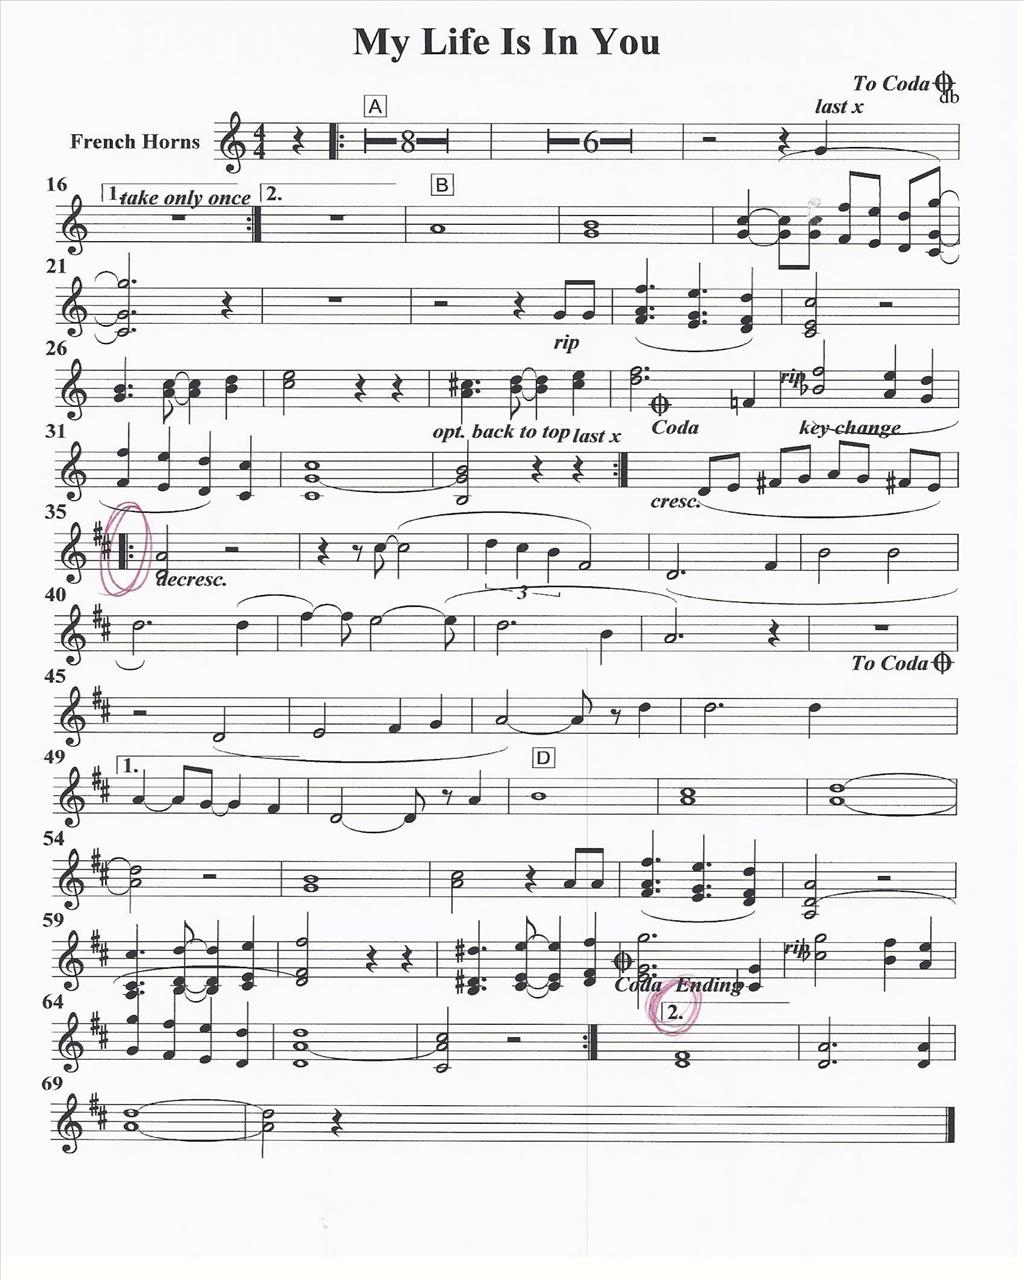 My Life Is In You
To Coda
db
last x
A
French Horns
8
6
16
1.
take only once
2.
B
21
rip
26
rip
opt. back to top
last x
Coda
key change
31
cresc.
35
decresc.
3
40
To Coda
45
49
1.
D
54
59
rip
Coda Ending
64
2.
69